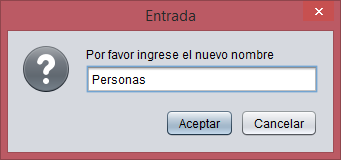 Entrada
Por favor ingrese el nuevo nombre
Personas
Aceptar
Cancelar